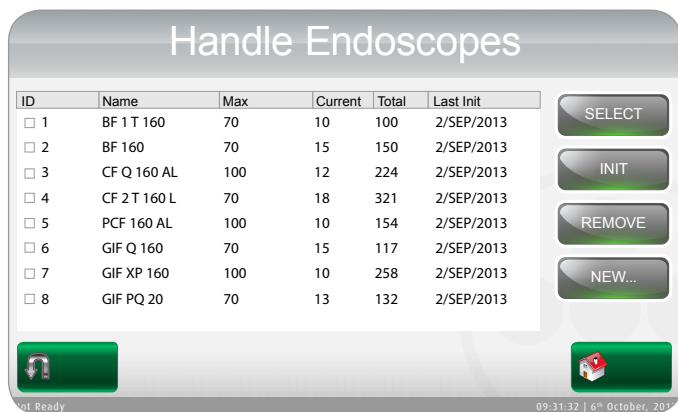 Handle Endoscopes
ID Name Max Current Total Last Init
1 BF 1 T 160 70 10 100 2/SEP/2013
2 BF 160 70 15 150 2/SEP/2013
3 CF Q 160 AL 100 12 224 2/SEP/2013
4 CF 2 T 160 L 70 18 321 2/SEP/2013
5 PCF 160 AL 100 10 154 2/SEP/2013
6 GIF Q 160 70 15 117 2/SEP/2013
7 GIF XP 160 100 10 258 2/SEP/2013
8 GIF PQ 20 70 13 132 2/SEP/2013
SELECT
INIT
REMOVE
NEW...
Ready
09:31:32 | 6th October,